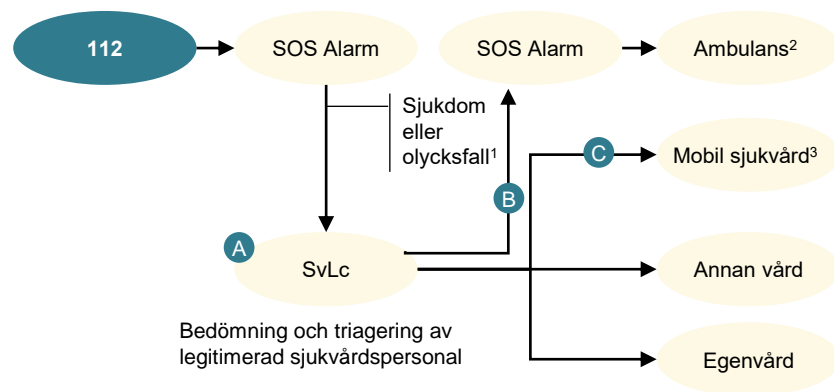 112
SOS Alarm
SOS Alarm
Ambulans²
Sjukdom
eller
olycksfall¹
C
Mobil sjukvård³
B
A
SvLc
Annan vård
Bedömning och triagering av
legitimerad sjukvårdspersonal
Egenvård